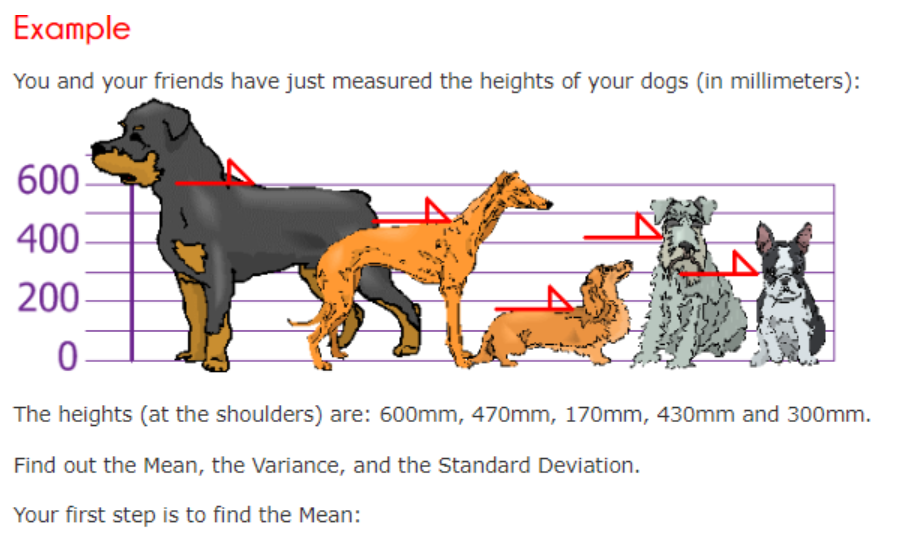 Example
You and your friends have just measured the heights of your dogs (in millimeters):
600
400
200
0
The heights (at the shoulders) are: 600mm, 470mm, 170mm, 430mm and 300mm.
Find out the Mean, the Variance, and the Standard Deviation.
Your first step is to find the Mean: